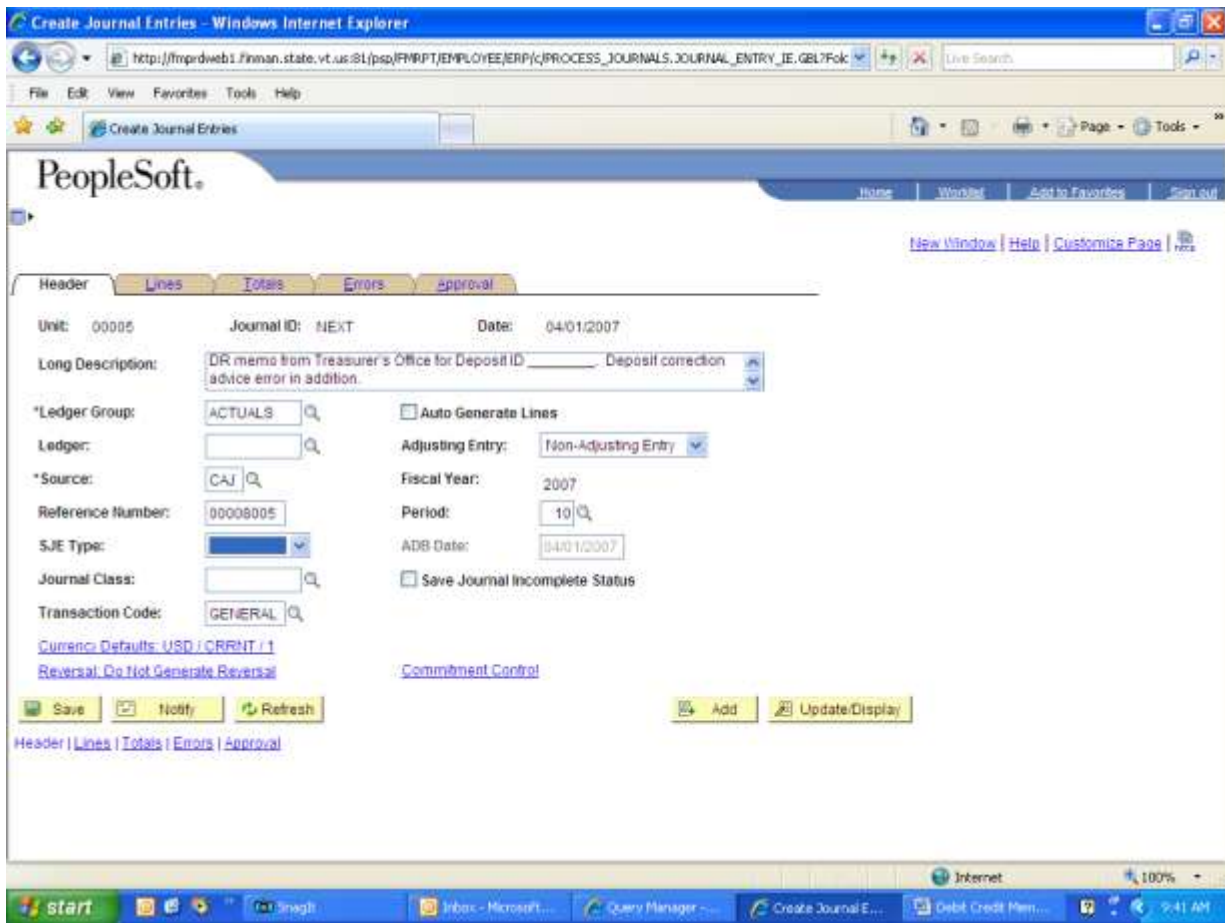 Create Journal Entries - Windows Internet Explorer
http://fmprdweb1.finman.state.vt.us:81/psp/FMRPT/EMPLOYEE/ERP/c/PROCESS_JOURNALS.JOURNAL_ENTRY_IE.GBL?Fok
Live Search
File Edit View Favorites Tools Help
Create Journal Entries
Page
Tools
PeopleSoft.
Home | Worklist | Add to Favorites | Sign out
New Window | Help | Customize Page |
Header Lines Totals Errors Approval
Unit: 00005 Journal ID: NEXT Date: 04/01/2007
Long Description: DR memo from Treasurer's Office for Deposit ID ________. Deposit correction
advice error in addition.
*Ledger Group: ACTUALS Auto Generate Lines
Ledger: Adjusting Entry: Non-Adjusting Entry
*Source: CAJ Fiscal Year: 2007
Reference Number: 00008005 Period: 10
SJE Type: ADB Date: 04/01/2007
Journal Class: Save Journal Incomplete Status
Transaction Code: GENERAL
Currency Defaults: USD / CRRNT / 1
Reversal: Do Not Generate Reversal Commitment Control
Save Notify Refresh Add Update/Display
Header | Lines | Totals | Errors | Approval
Internet 100%
start SnagIt Inbox - Microsoft... Query Manager -... Create Journal E... Debit Credit Mem... 9:41 AM